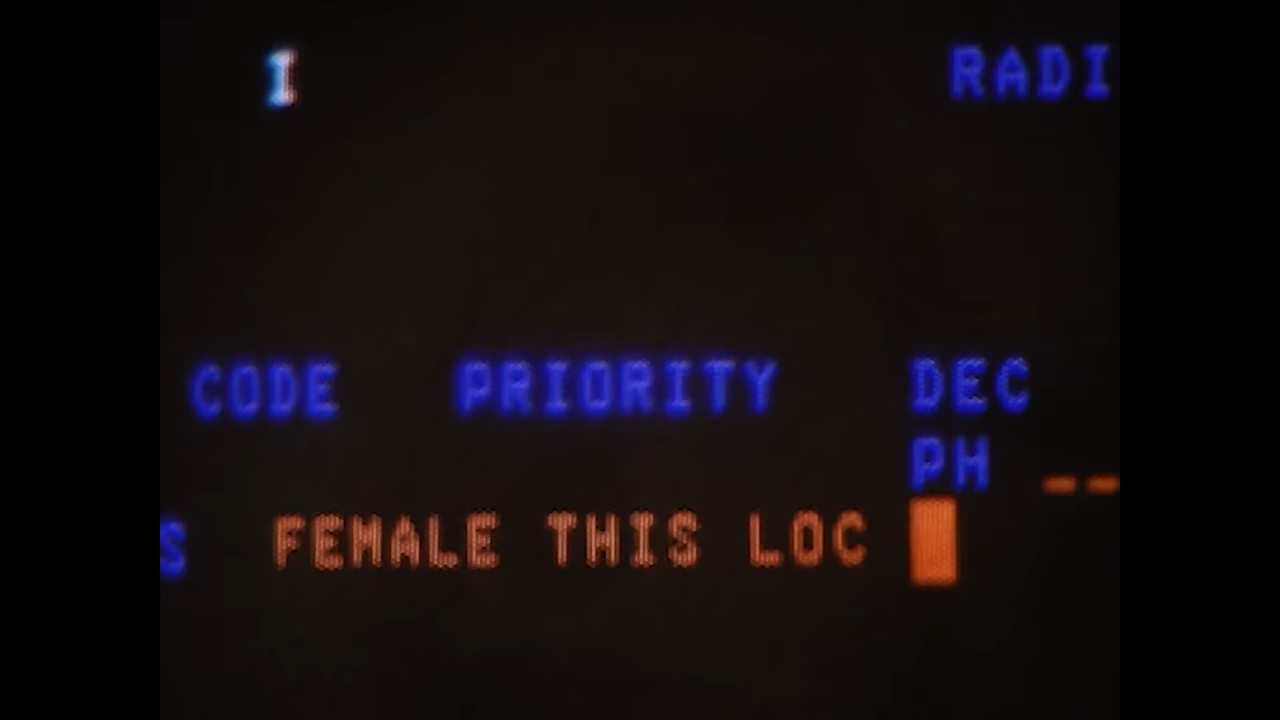 I RADI
CODE PRIORITY DEC
PH --
S FEMALE THIS LOC